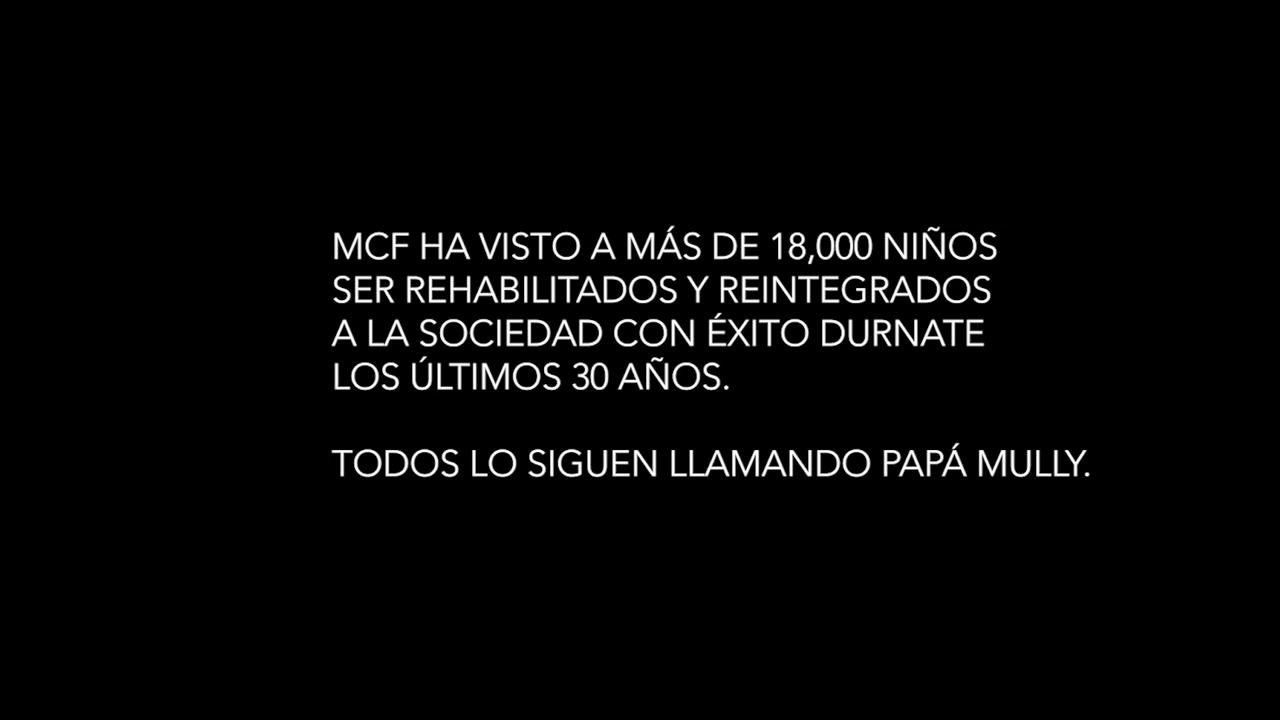 MCF HA VISTO A MÁS DE 18,000 NIÑOS
SER REHABILITADOS Y REINTEGRADOS
A LA SOCIEDAD CON ÉXITO DURNATE
LOS ÚLTIMOS 30 AÑOS.
TODOS LO SIGUEN LLAMANDO PAPÁ MULLY.